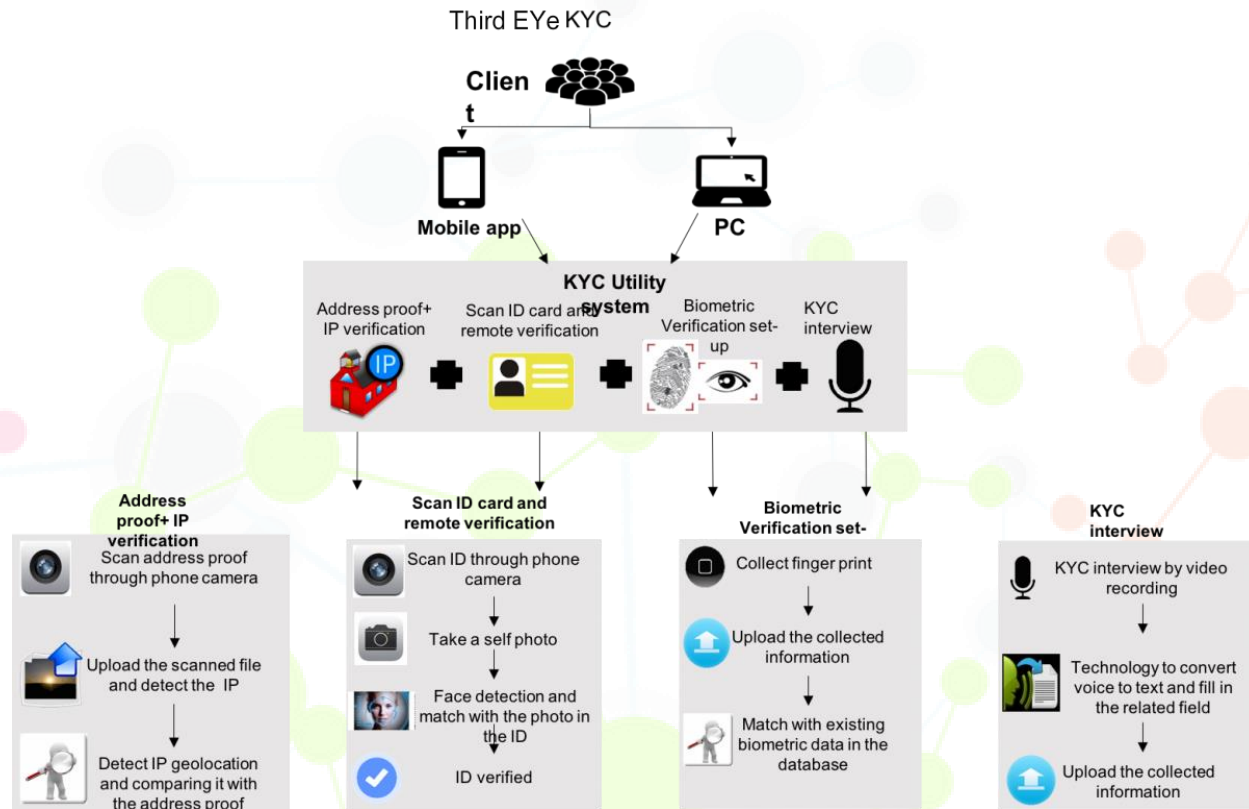 Third EYe KYC
Clien
t
Mobile app
PC
KYC Utility
system
Address proof+
IP verification
IP
Scan ID card and
remote verification
Biometric
Verification set-
up
KYC
interview
Address
proof+ IP
verification
Scan address proof
through phone camera
Upload the scanned file
and detect the IP
Detect IP geolocation
and comparing it with
the address proof
Scan ID card and
remote verification
Scan ID through phone
camera
Take a self photo
Face detection and
match with the photo in
the ID
ID verified
Biometric
Verification set-
Collect finger print
Upload the collected
information
Match with existing
biometric data in the
database
KYC
interview
KYC interview by video
recording
Technology to convert
voice to text and fill in
the related field
Upload the collected
information